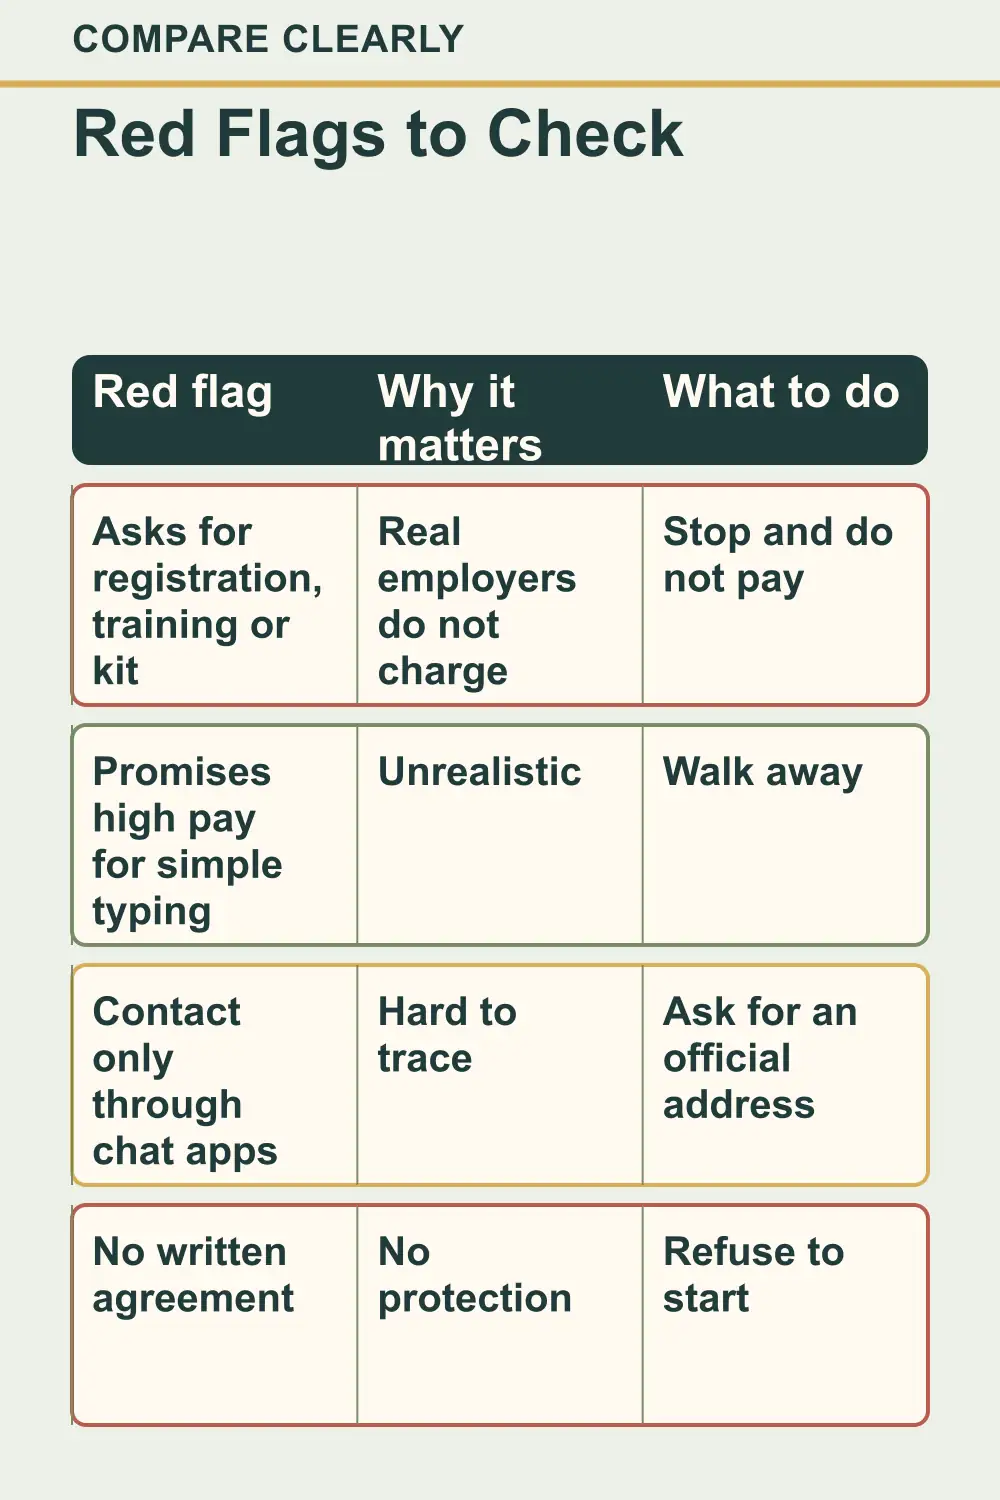 COMPARE CLEARLY
Red Flags to Check
Red flag
Why it
matters
What to do
Asks for
registration,
training or
kit
Real
employers
do not
charge
Stop and do
not pay
Promises
high pay
for simple
typing
Unrealistic
Walk away
Contact
only
through
chat apps
Hard to
trace
Ask for an
official
address
No written
agreement
No
protection
Refuse to
start